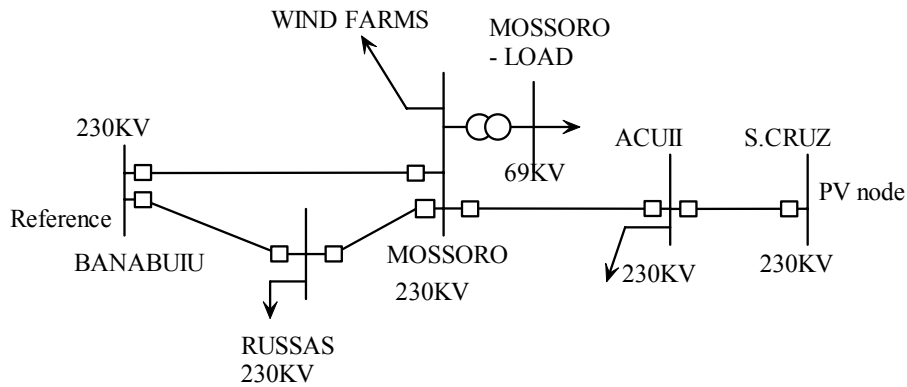 WIND FARMS
MOSSORO
- LOAD
230KV
ACUII
S.CRUZ
69KV
PV node
Reference
BANABUIU
MOSSORO
230KV
230KV
230KV
RUSSAS
230KV